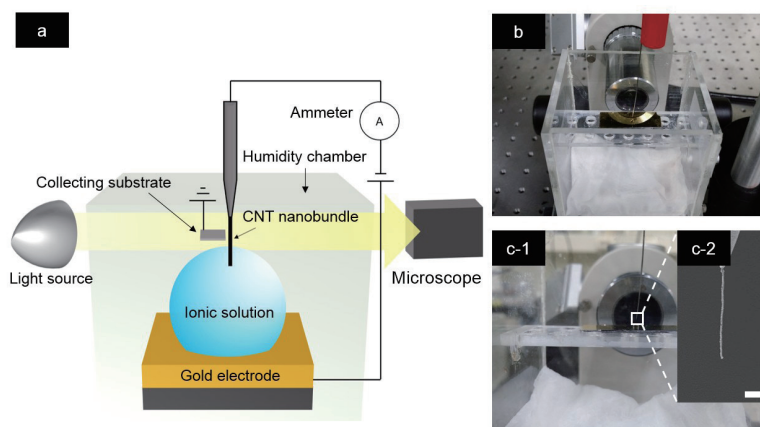 a
Ammeter
A
Humidity chamber
Collecting substrate
CNT nanobundle
Light source
Microscope
Ionic solution
Gold electrode
b
c-1
c-2